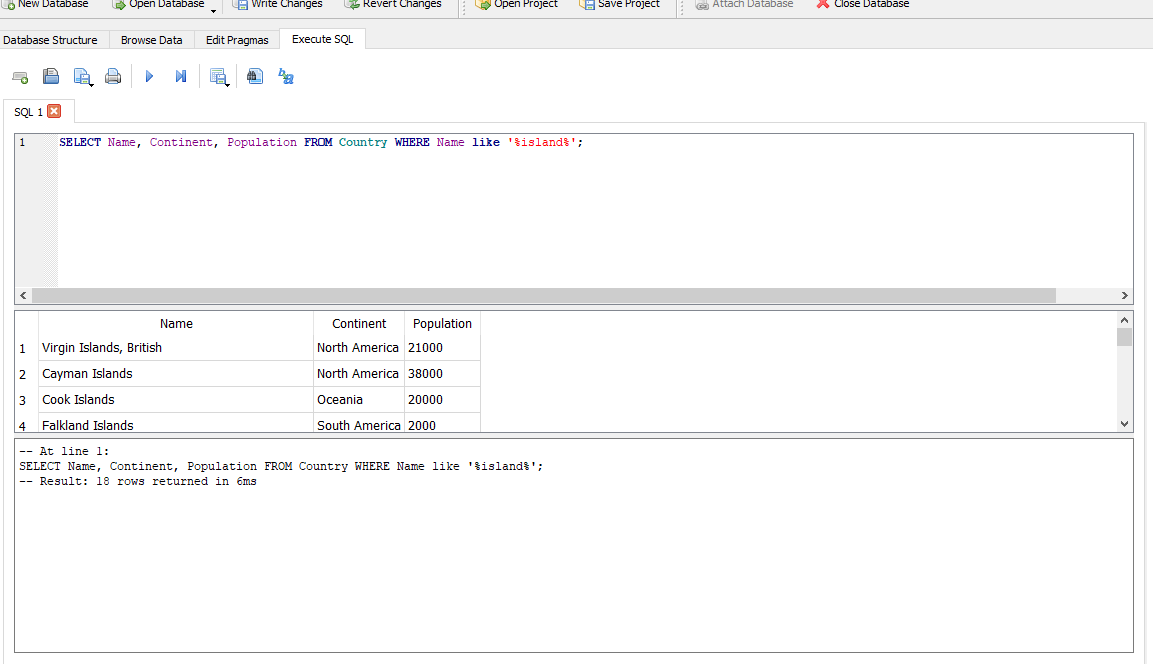 New Database Open Database Write Changes Revert Changes Open Project Save Project Attach Database Close Database
Database Structure Browse Data Edit Pragmas Execute SQL
SQL 1
1 SELECT Name, Continent, Population FROM Country WHERE Name like '%island%';
Name Continent Population
1 Virgin Islands, British North America 21000
2 Cayman Islands North America 38000
3 Cook Islands Oceania 20000
4 Falkland Islands South America 2000
-- At line 1:
SELECT Name, Continent, Population FROM Country WHERE Name like '%island%';
-- Result: 18 rows returned in 6ms